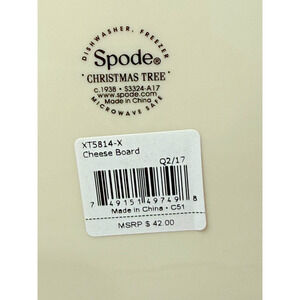 DISHWASHER, FREEZER
Spode®
CHRISTMAS TREE
c.1938 • S3324-A17
www.spode.com
Made in China
MICROWAVE SAFE
XT5814-X
Cheese Board
Q2/17
7 49151 49749 8
Made in China • C51
MSRP $ 42.00